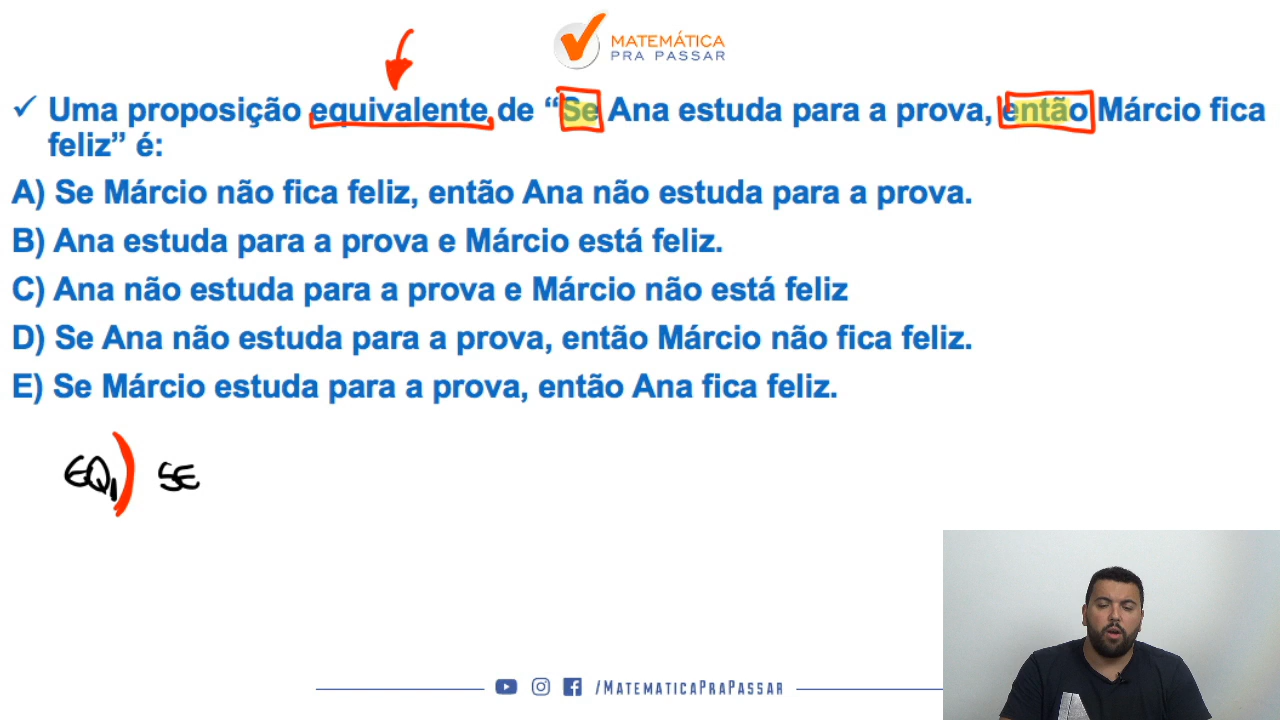 MATEMÁTICA
PRA PASSAR
✓ Uma proposição equivalente de “Se Ana estuda para a prova, então Márcio fica
feliz” é:
A) Se Márcio não fica feliz, então Ana não estuda para a prova.
B) Ana estuda para a prova e Márcio está feliz.
C) Ana não estuda para a prova e Márcio não está feliz
D) Se Ana não estuda para a prova, então Márcio não fica feliz.
E) Se Márcio estuda para a prova, então Ana fica feliz.
EQ1) SE
/MATEMATICAPRAPASSAR